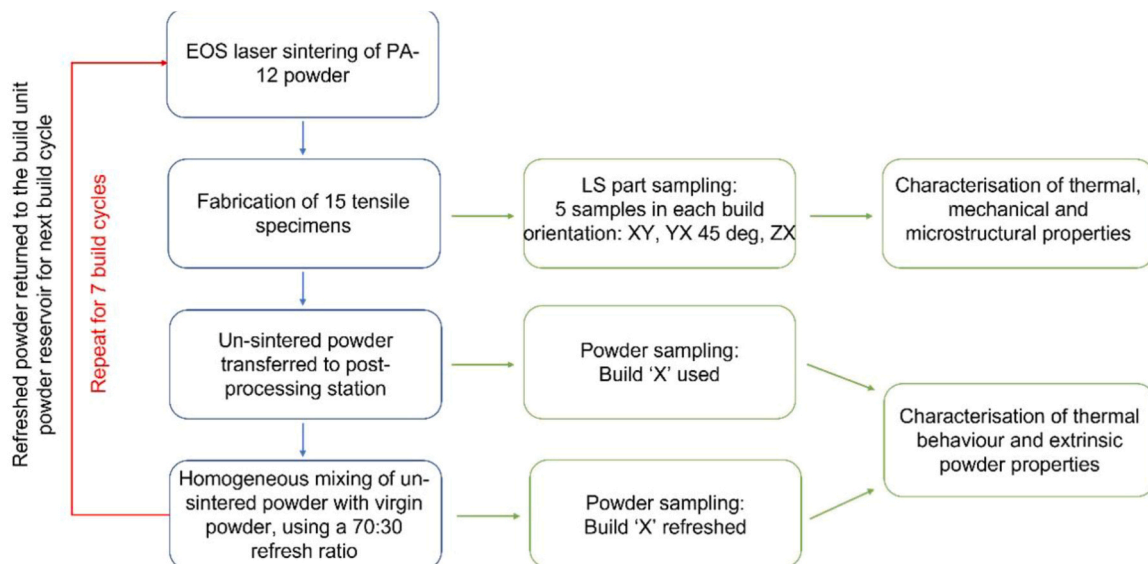 EOS laser sintering of PA-
12 powder
Fabrication of 15 tensile
specimens
LS part sampling:
5 samples in each build
orientation: XY, YX 45 deg, ZX
Characterisation of thermal,
mechanical and
microstructural properties
Un-sintered powder
transferred to post-
processing station
Powder sampling:
Build ‘X’ used
Homogeneous mixing of un-
sintered powder with virgin
powder, using a 70:30
refresh ratio
Powder sampling:
Build ‘X’ refreshed
Characterisation of thermal
behaviour and extrinsic
powder properties
Refreshed powder returned to the build unit
powder reservoir for next build cycle
Repeat for 7 build cycles